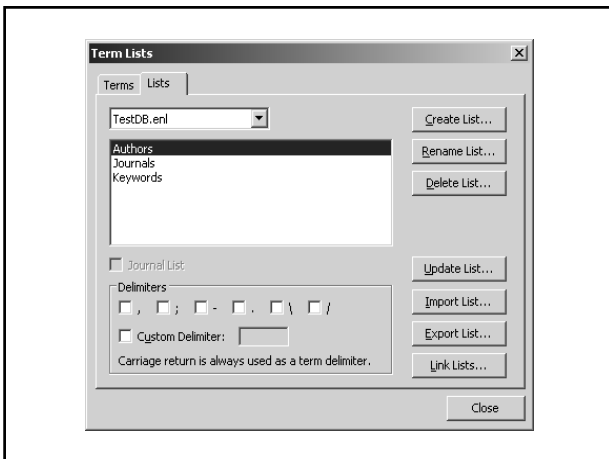 Term Lists
Terms Lists
TestDB.enl
Create List...
Authors
Rename List...
Journals
Keywords
Delete List...
Journal List
Update List...
Delimiters
, ; - . \ /
Import List...
Custom Delimiter:
Export List...
Carriage return is always used as a term delimiter.
Link Lists...
Close